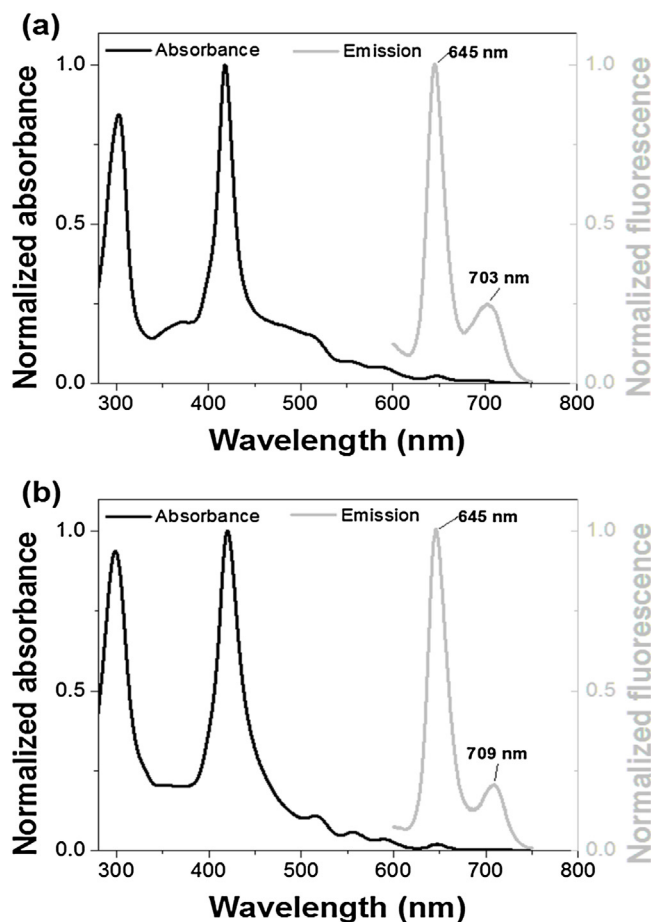 (a)
Absorbance Emission
645 nm
703 nm
Normalized absorbance
1.0
0.5
0.0
Normalized fluorescence
1.0
0.5
0.0
300 400 500 600 700 800
Wavelength (nm)
(b)
Absorbance Emission
645 nm
709 nm
Normalized absorbance
1.0
0.5
0.0
Normalized fluorescence
1.0
0.5
0.0
300 400 500 600 700 800
Wavelength (nm)